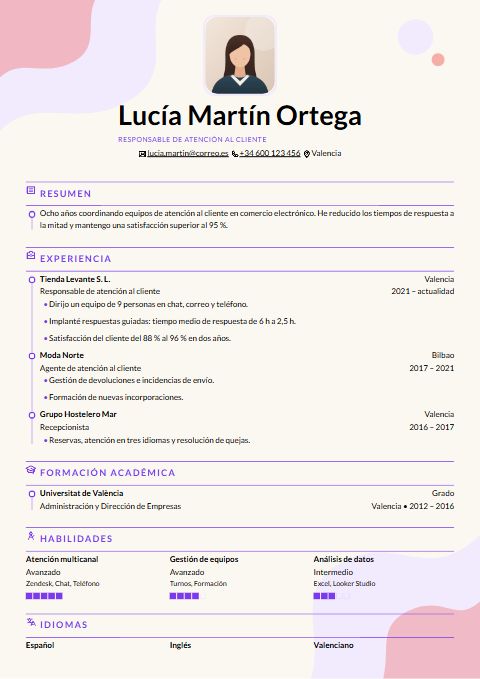 Lucía Martín Ortega
RESPONSABLE DE ATENCIÓN AL CLIENTE
lucia.martin@correo.es +34 600 123 456 Valencia
RESUMEN
Ocho años coordinando equipos de atención al cliente en comercio electrónico. He reducido los tiempos de respuesta a
la mitad y mantengo una satisfacción superior al 95 %.
EXPERIENCIA
Tienda Levante S. L. Valencia
Responsable de atención al cliente 2021 – actualidad
• Dirijo un equipo de 9 personas en chat, correo y teléfono.
• Implanté respuestas guiadas: tiempo medio de respuesta de 6 h a 2,5 h.
• Satisfacción del cliente del 88 % al 96 % en dos años.
Moda Norte Bilbao
Agente de atención al cliente 2017 – 2021
• Gestión de devoluciones e incidencias de envío.
• Formación de nuevas incorporaciones.
Grupo Hostelero Mar Valencia
Recepcionista 2016 – 2017
• Reservas, atención en tres idiomas y resolución de quejas.
FORMACIÓN ACADÉMICA
Universitat de València Grado
Administración y Dirección de Empresas Valencia • 2012 – 2016
HABILIDADES
Atención multicanal Gestión de equipos Análisis de datos
Avanzado Avanzado Intermedio
Zendesk, Chat, Teléfono Turnos, Formación Excel, Looker Studio
IDIOMAS
Español Inglés Valenciano